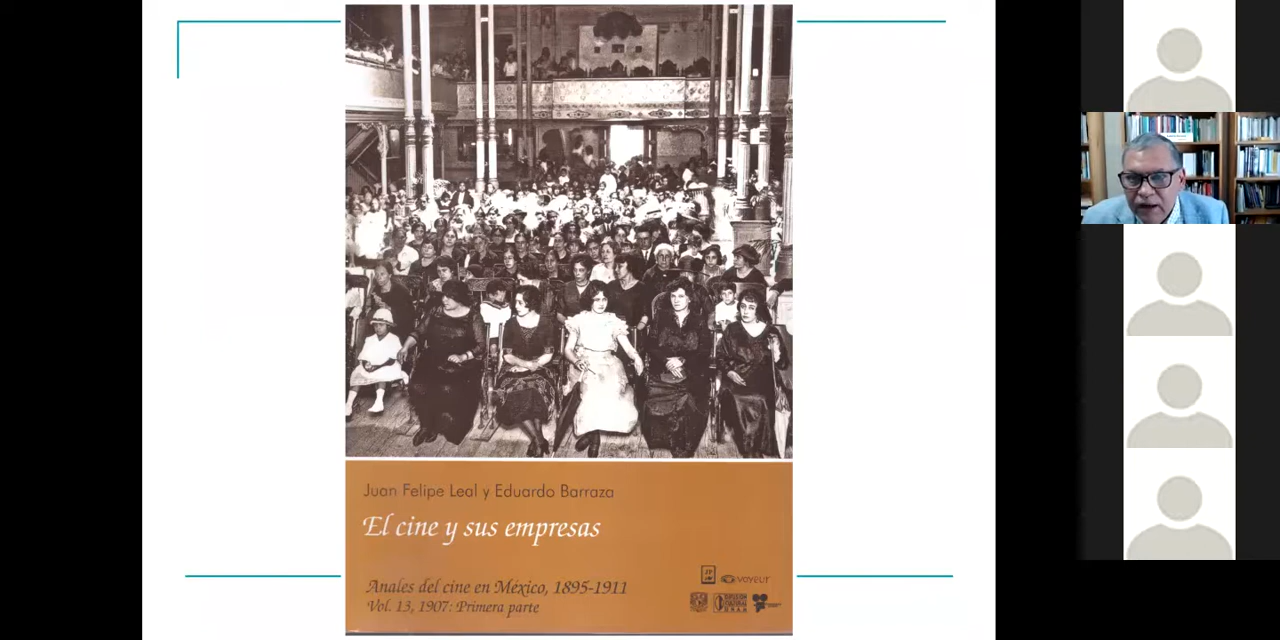 Juan Felipe Leal y Eduardo Barraza
El cine y sus empresas
Anales del cine en México, 1895-1911
Vol. 13, 1907: Primera parte
VOYEUR